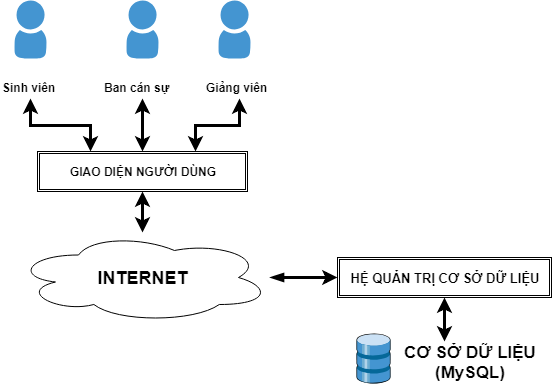 Sinh viên
Ban cán sự
Giảng viên
GIAO DIỆN NGƯỜI DÙNG
INTERNET
HỆ QUẢN TRỊ CƠ SỞ DỮ LIỆU
CƠ SỞ DỮ LIỆU
(MySQL)